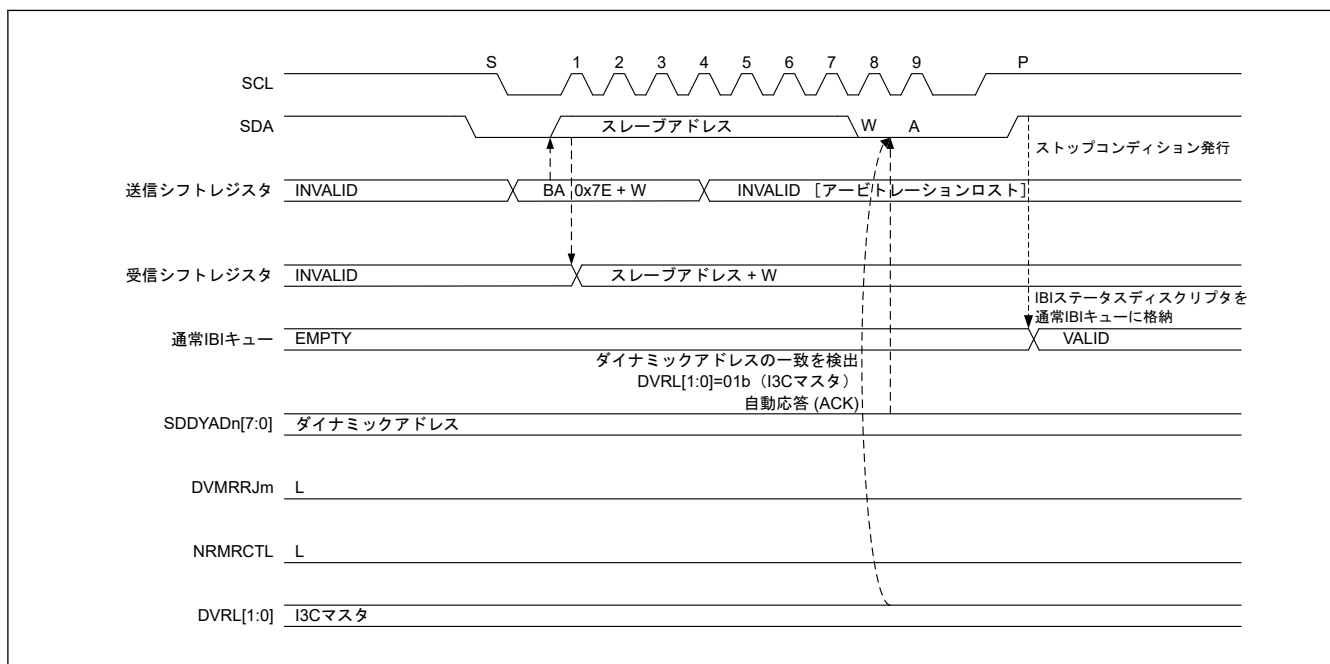 S 1 2 3 4 5 6 7 8 9 P
SCL
SDA スレーブアドレス W A
ストップコンディション発行
送信シフトレジスタ INVALID BA 0x7E + W INVALID [アービトレーションロスト]
受信シフトレジスタ INVALID スレーブアドレス + W
IBIステータスディスクリプタを
通常IBIキューに格納
通常IBIキュー EMPTY VALID
ダイナミックアドレスの一致を検出
DVRL[1:0]=01b（I3Cマスタ）
自動応答 (ACK)
SDDYADn[7:0] ダイナミックアドレス
DVMRRJm L
NRMRCTL L
DVRL[1:0] I3Cマスタ